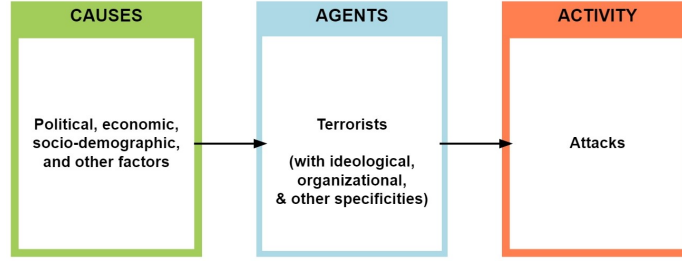 CAUSES
Political, economic,
socio-demographic,
and other factors
AGENTS
Terrorists
(with ideological,
organizational,
& other specificities)
ACTIVITY
Attacks